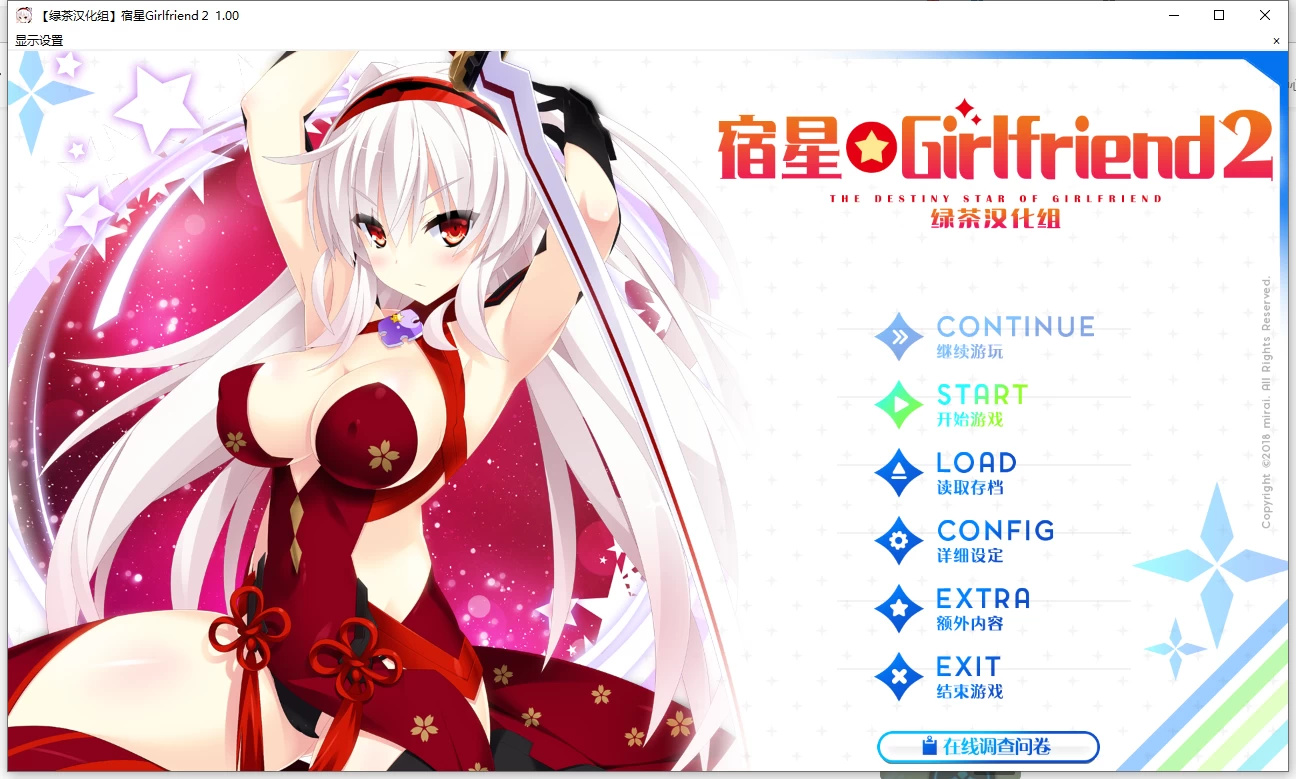 【绿茶汉化组】宿星Girlfriend 2 1.00
显示设置
宿星Girlfriend2
THE DESTINY STAR OF GIRLFRIEND
绿茶汉化组
CONTINUE
继续游玩
START
开始游戏
LOAD
读取存档
CONFIG
详细设定
EXTRA
额外内容
EXIT
结束游戏
在线调查问卷
Copyright ©2018 mirai. All Rights Reserved.